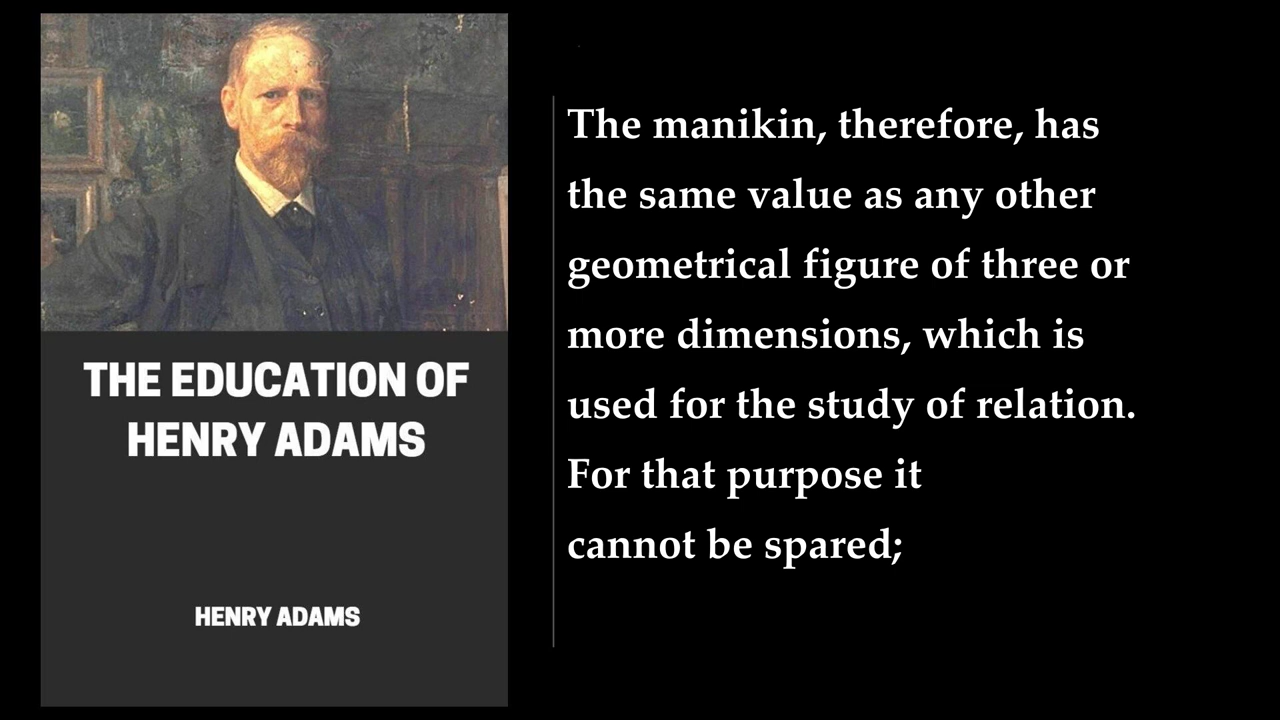 THE EDUCATION OF
HENRY ADAMS
HENRY ADAMS
The manikin, therefore, has
the same value as any other
geometrical figure of three or
more dimensions, which is
used for the study of relation.
For that purpose it
cannot be spared;